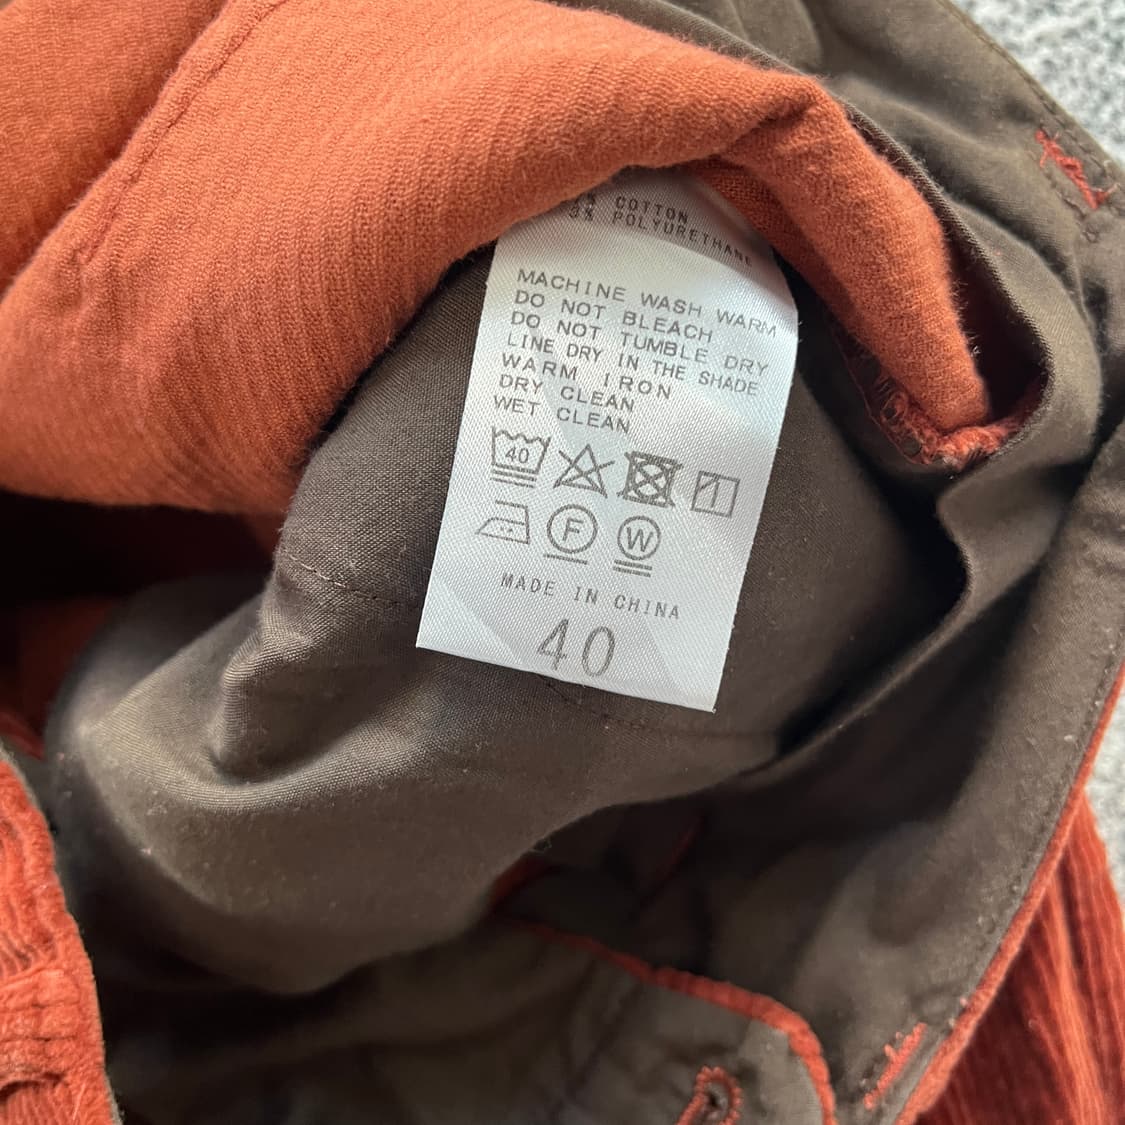 % COTTON
3% POLYURETHANE
MACHINE WASH WARM
DO NOT BLEACH
DO NOT TUMBLE DRY
LINE DRY IN THE SHADE
WARM IRON
DRY CLEAN
WET CLEAN
40
F W
MADE IN CHINA
40